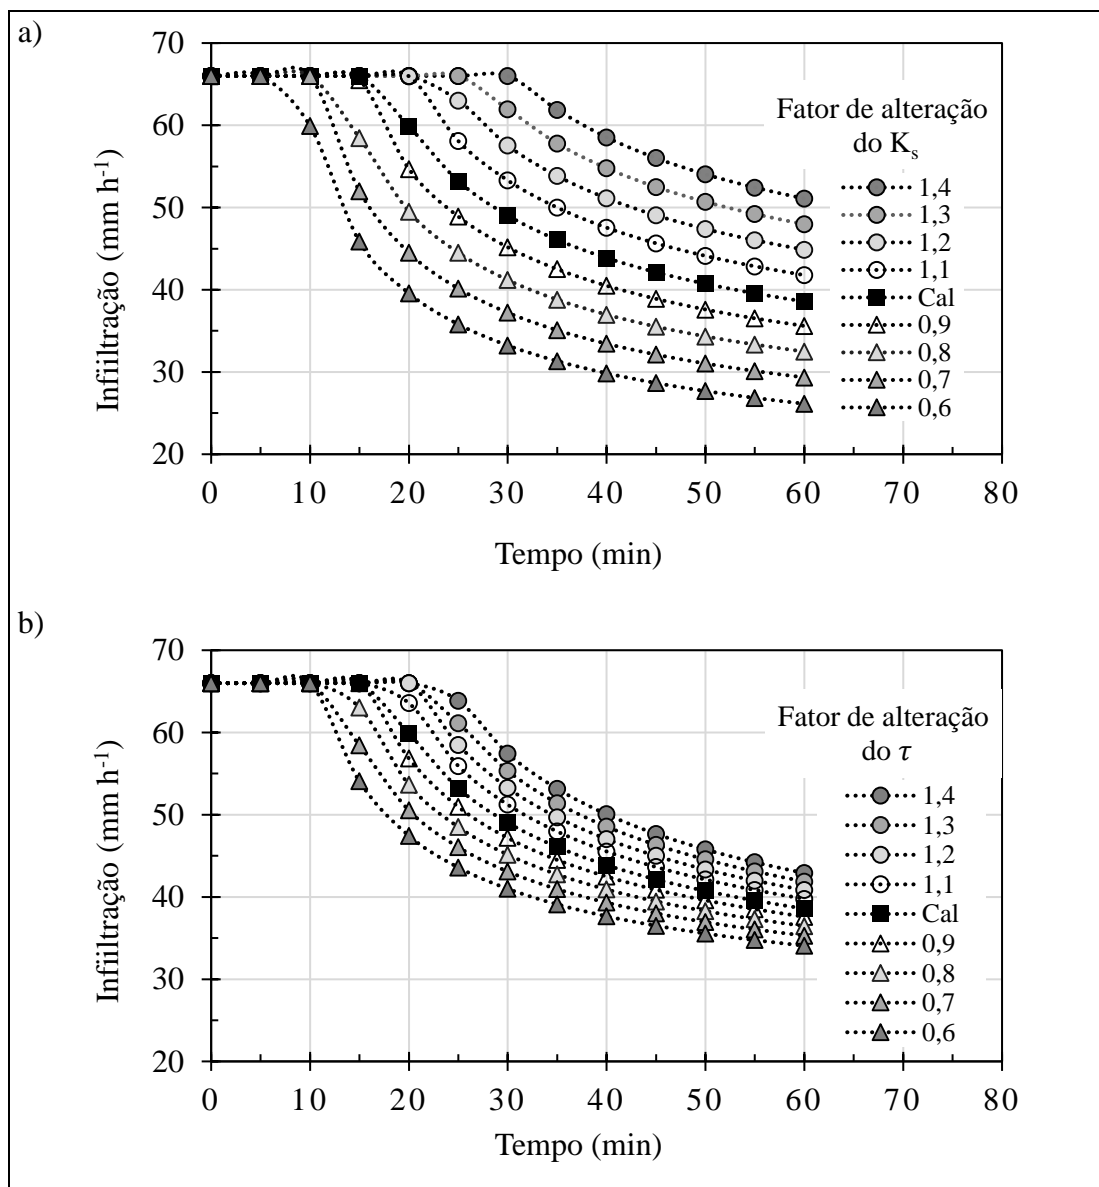 a)
70
60
50
40
30
20
Infiiltração (mm h-1)
0 10 20 30 40 50 60 70 80
Tempo (min)
Fator de alteração
do Ks
1,4
1,3
1,2
1,1
Cal
0,9
0,8
0,7
0,6
b)
70
60
50
40
30
20
Infiiltração (mm h-1)
0 10 20 30 40 50 60 70 80
Tempo (min)
Fator de alteração
do τ
1,4
1,3
1,2
1,1
Cal
0,9
0,8
0,7
0,6